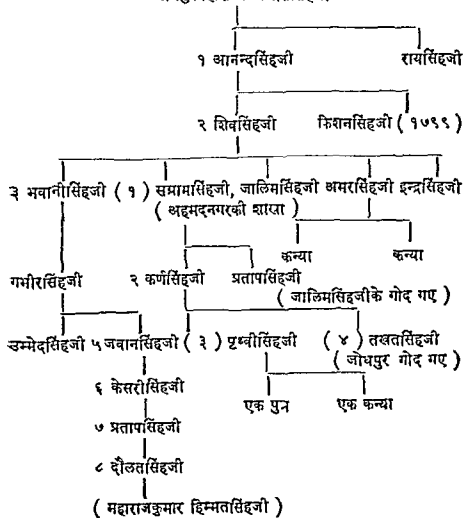 १ आनन्दसिंहजी रायसिंहजी
२ शिवसिंहजी किशनसिंहजी ( १७९९ )
३ भवानीसिंहजी ( १ ) सग्रामसिंहजी, जालिमसिंहजी अमरसिंहजी इन्द्रसिंहजी
( अहमदनगरकी शाखा )
कन्या कन्या
गभीरसिंहजी २ कर्णसिंहजी प्रतापसिंहजी
( जालिमसिंहजीके गोद गए )
उम्मेदसिंहजी ५ जवानसिंहजी ( ३ ) पृथ्वीसिंहजी ( ४ ) तखतसिंहजी
( जोधपुर गोद गए )
६ केसरीसिंहजी
एक पुत्र एक कन्या
७ प्रतापसिंहजी
८ दौलतसिंहजी
( महाराजकुमार हिम्मतसिंहजी )